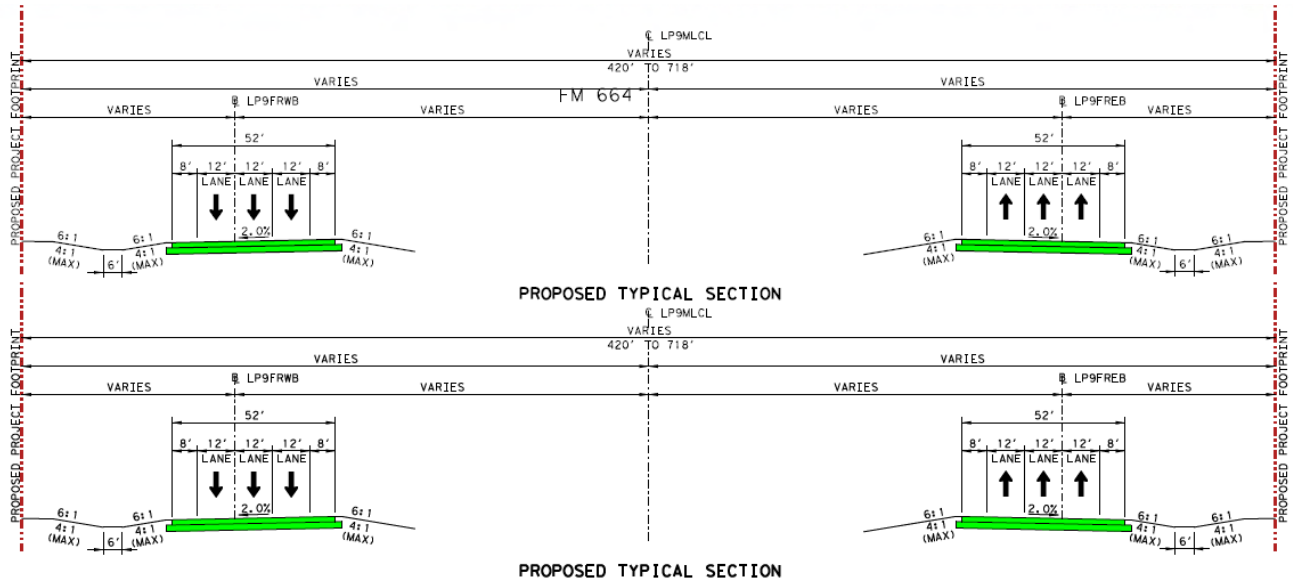 ℄ LP9MLCL
VARIES
420' TO 718'
VARIES VARIES
FM 664
VARIES ⅊ LP9FRWB VARIES VARIES ⅊ LP9FREB VARIES
52' 52'
8' 12' 12' 12' 8' 8' 12' 12' 12' 8'
LANE LANE LANE LANE LANE LANE
2.0% 2.0%
6:1 6:1 6:1 6:1 6:1 6:1
4:1 4:1 4:1 4:1 4:1 4:1
(MAX) (MAX) (MAX) (MAX) (MAX) (MAX)
6' 6'
PROPOSED PROJECT FOOTPRINT
PROPOSED PROJECT FOOTPRINT
PROPOSED TYPICAL SECTION
℄ LP9MLCL
VARIES
420' TO 718'
VARIES VARIES
VARIES ⅊ LP9FRWB VARIES VARIES ⅊ LP9FREB VARIES
52' 52'
8' 12' 12' 12' 8' 8' 12' 12' 12' 8'
LANE LANE LANE LANE LANE LANE
2.0% 2.0%
6:1 6:1 6:1 6:1 6:1 6:1
4:1 4:1 4:1 4:1 4:1 4:1
(MAX) (MAX) (MAX) (MAX) (MAX) (MAX)
6' 6'
PROPOSED PROJECT FOOTPRINT
PROPOSED PROJECT FOOTPRINT
PROPOSED TYPICAL SECTION